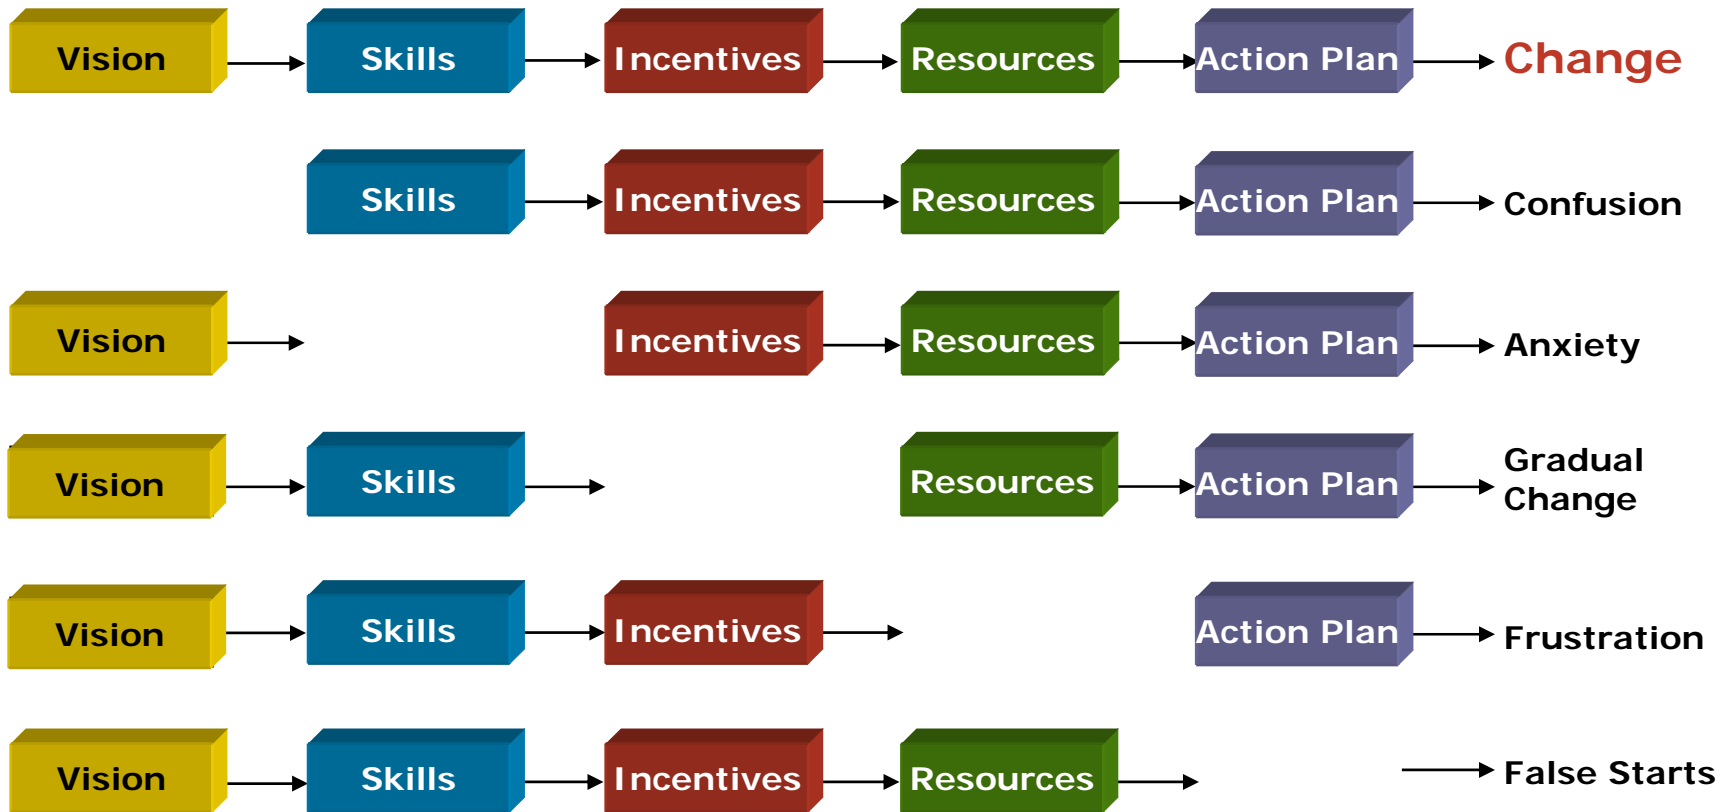 Vision Skills Incentives Resources Action Plan Change
Skills Incentives Resources Action Plan Confusion
Vision Incentives Resources Action Plan Anxiety
Vision Skills Resources Action Plan Gradual
Change
Vision Skills Incentives Action Plan Frustration
Vision Skills Incentives Resources False Starts